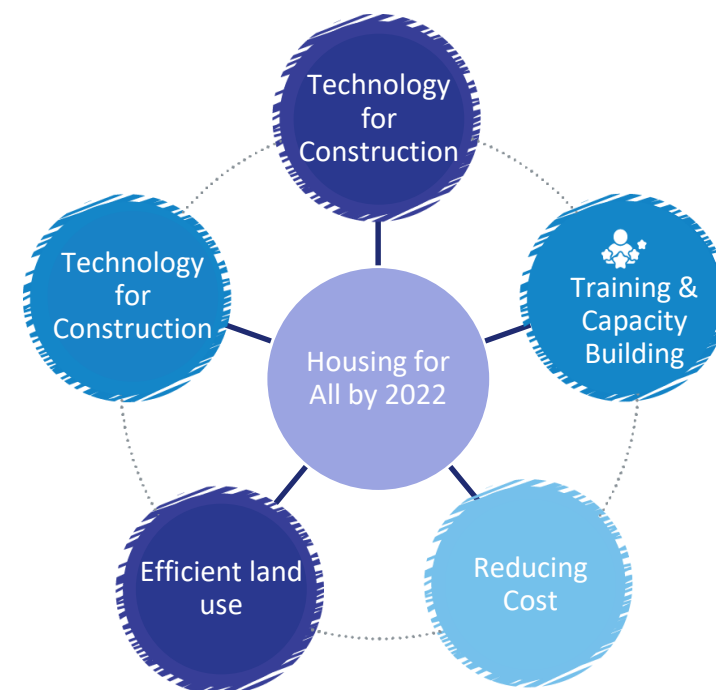 Technology
for
Construction
Training &
Capacity
Building
Reducing
Cost
Efficient land
use
Technology
for
Construction
Housing for
All by 2022